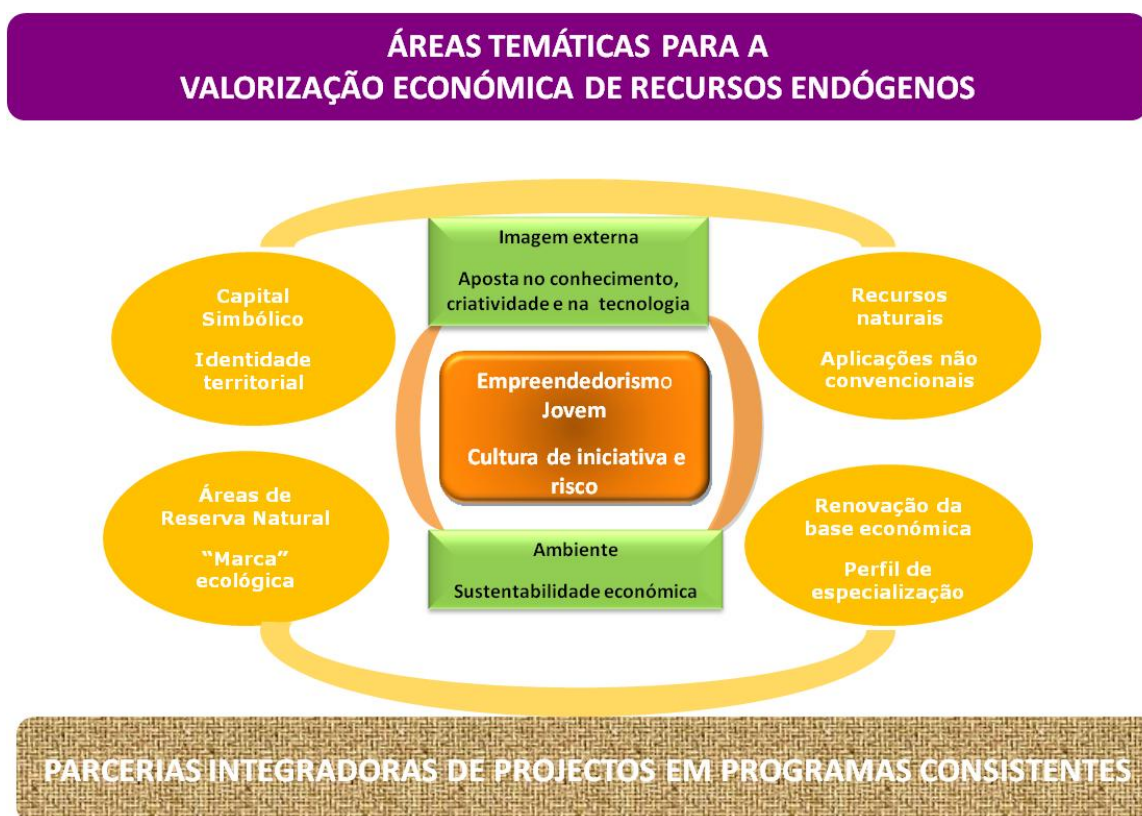 ÁREAS TEMÁTICAS PARA A
VALORIZAÇÃO ECONÓMICA DE RECURSOS ENDÓGENOS
Imagem externa
Aposta no conhecimento,
criatividade e na tecnologia
Capital
Simbólico
Identidade
territorial
Recursos
naturais
Aplicações não
convencionais
Empreendedorismo
Jovem
Cultura de iniciativa e
risco
Áreas de
Reserva Natural
“Marca”
ecológica
Renovação da
base económica
Perfil de
especialização
Ambiente
Sustentabilidade económica
PARCERIAS INTEGRADORAS DE PROJECTOS EM PROGRAMAS CONSISTENTES